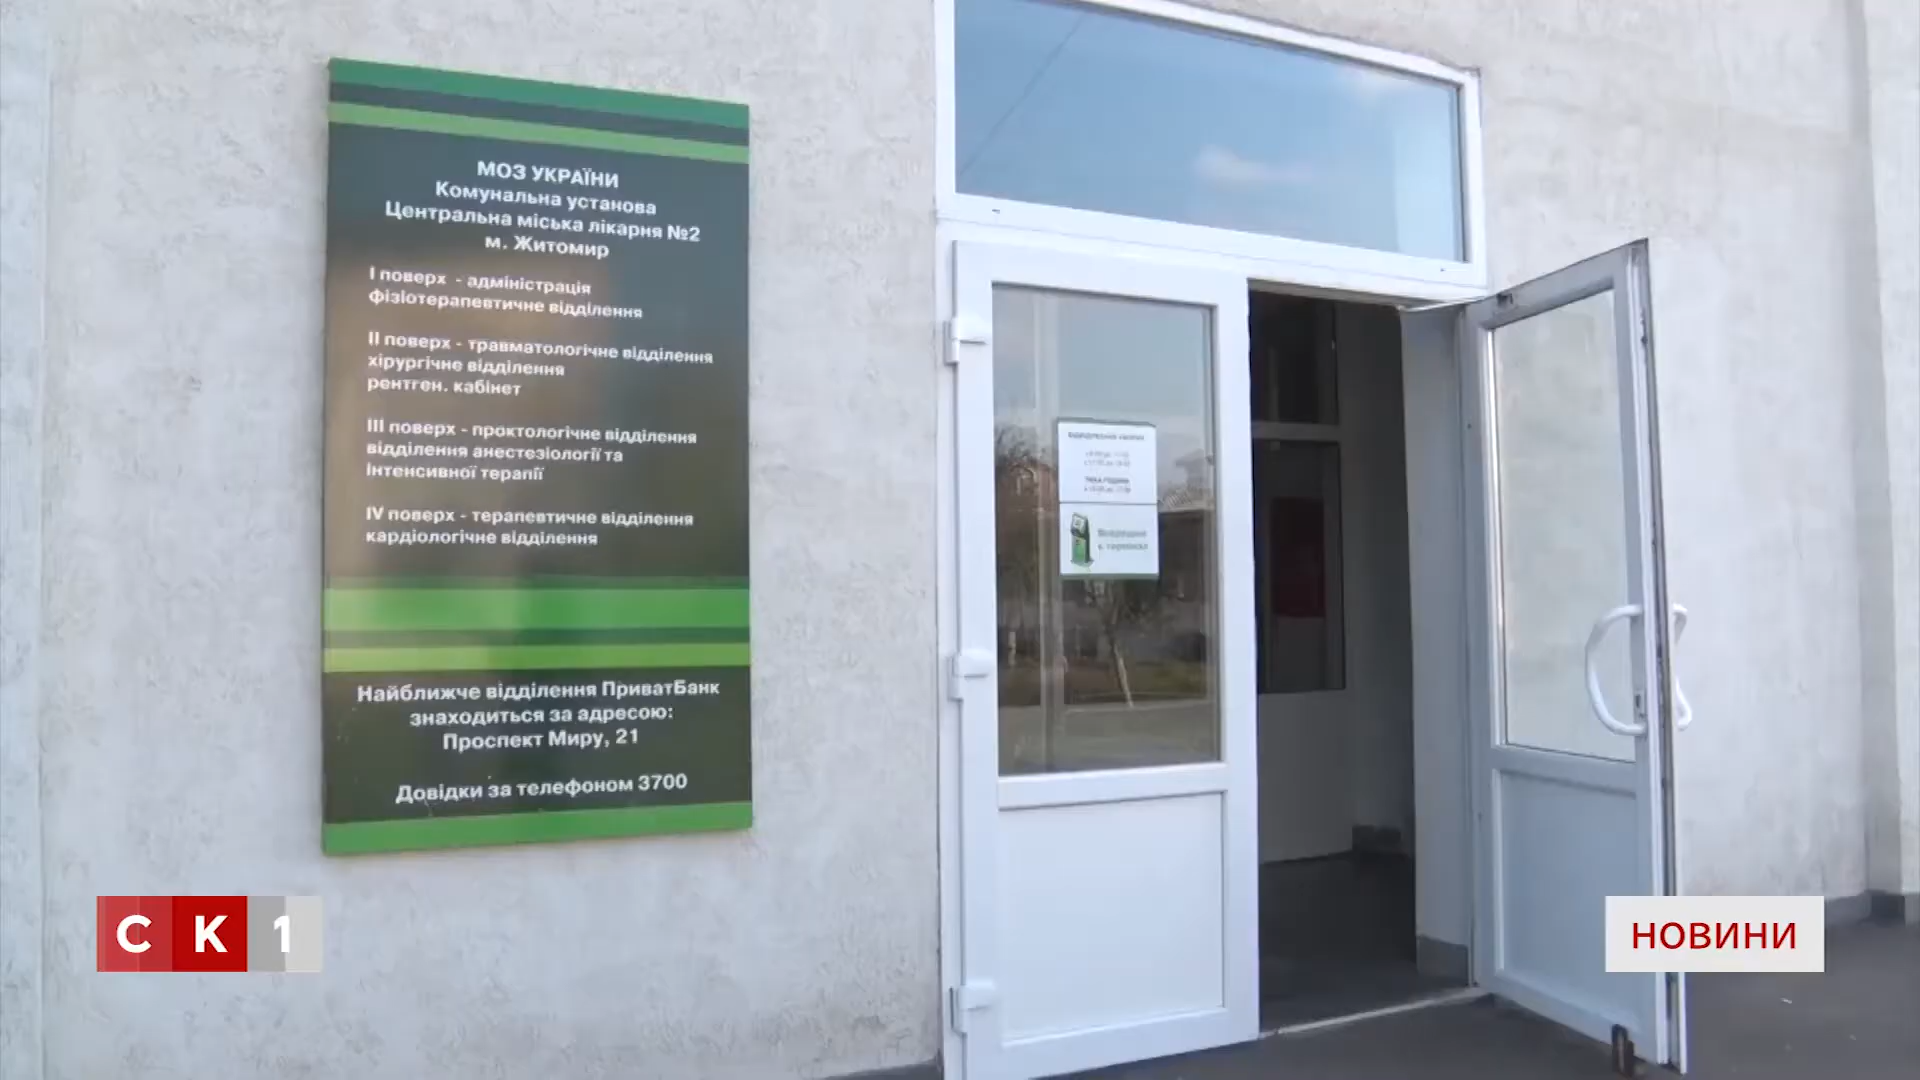 МОЗ УКРАЇНИ
Комунальна установа
Центральна міська лікарня №2
м. Житомир
І поверх - адміністрація
фізіотерапевтичне відділення
ІІ поверх - травматологічне відділення
хірургічне відділення
рентген. кабінет
ІІІ поверх - проктологічне відділення
відділення анестезіології та
інтенсивної терапії
IV поверх - терапевтичне відділення
кардіологічне відділення
Найближче відділення ПриватБанк
знаходиться за адресою:
Проспект Миру, 21
Довідки за телефоном 3700
СК1
НОВИНИ